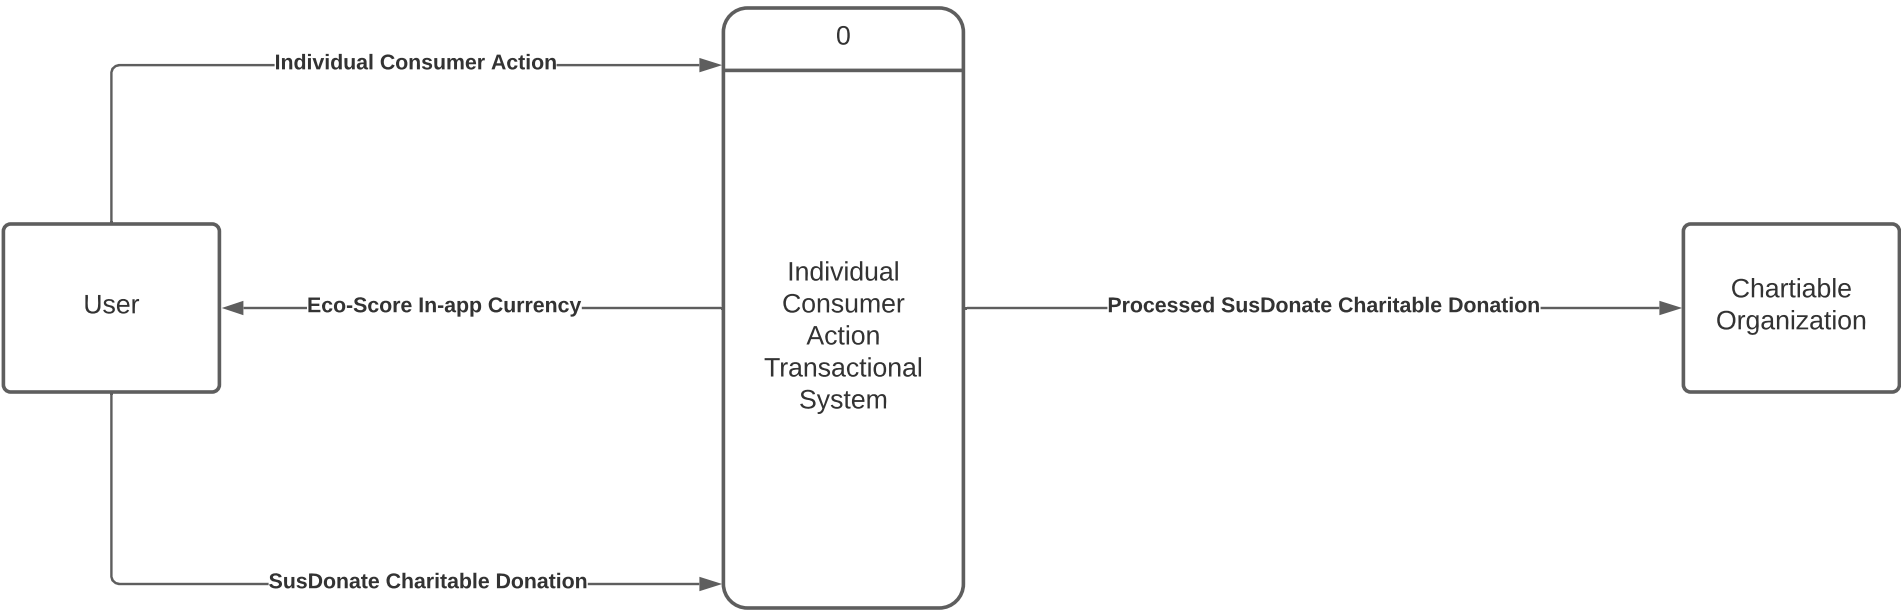 0
Individual Consumer Action
User
Eco-Score In-app Currency
SusDonate Charitable Donation
Individual
Consumer
Action
Transactional
System
Processed SusDonate Charitable Donation
Chartiable
Organization